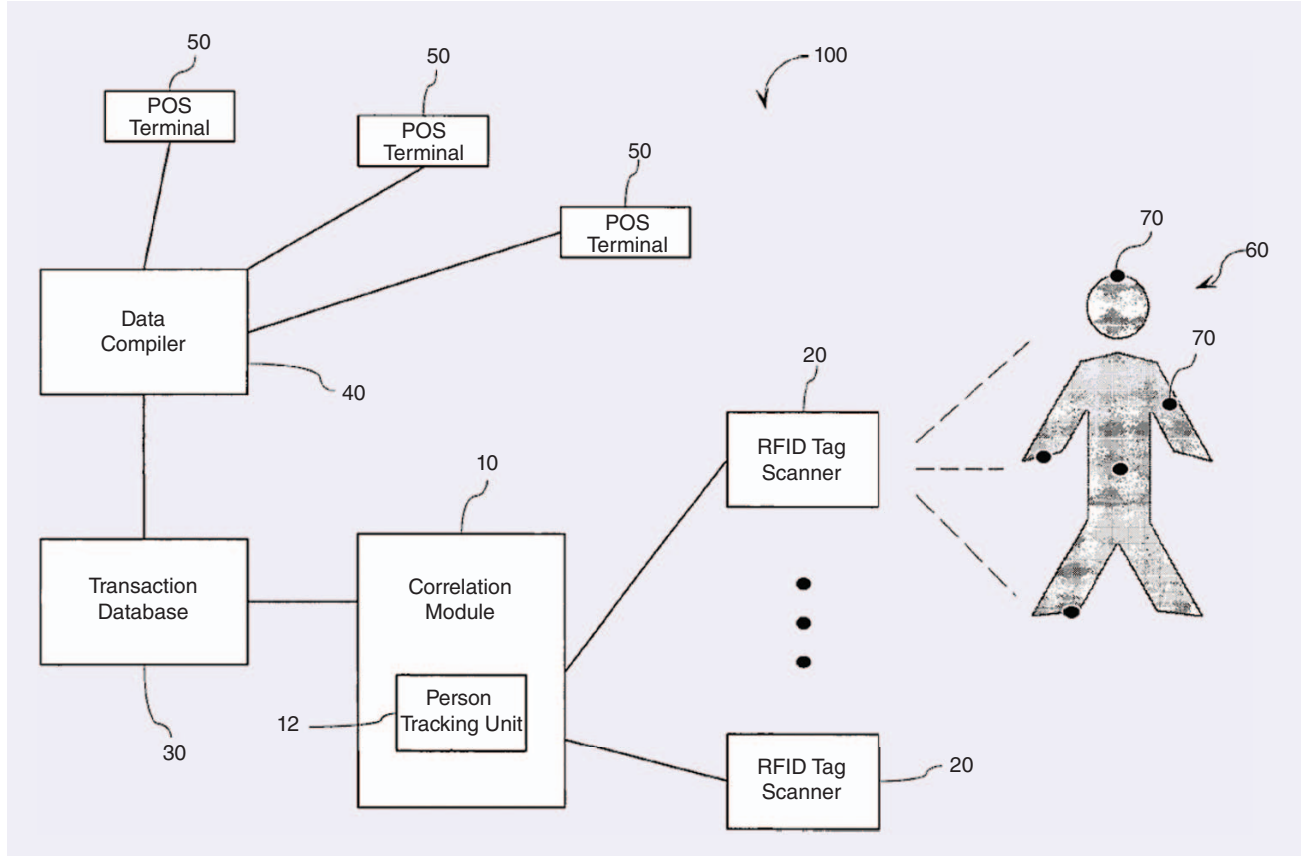 50
POS
Terminal
50
POS
Terminal
50
POS
Terminal
100
70
60
70
Data
Compiler
40
20
RFID Tag
Scanner
10
Transaction
Database
30
Correlation
Module
12
Person
Tracking Unit
RFID Tag
Scanner
20